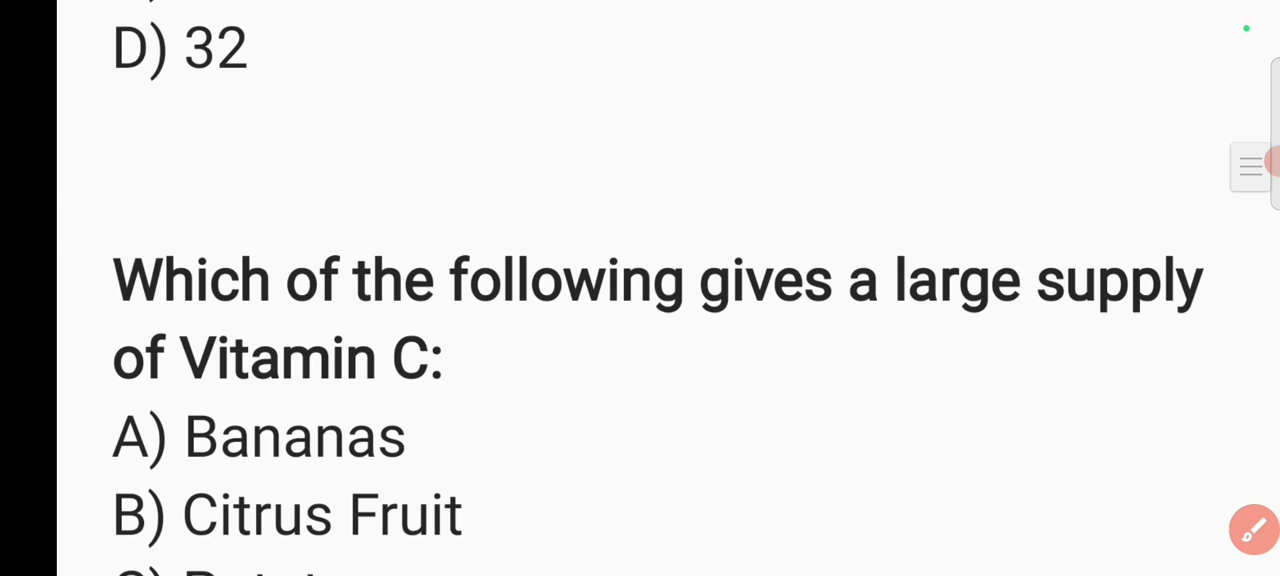 D) 32
Which of the following gives a large supply
of Vitamin C:
A) Bananas
B) Citrus Fruit